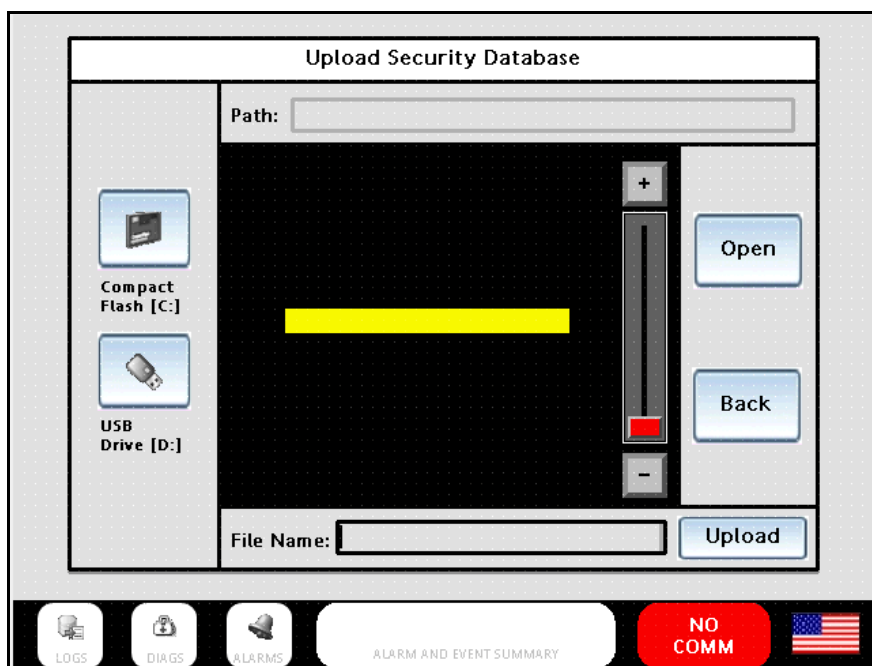 Upload Security Database
Path:
+
Open
Compact
Flash [C:]
Back
USB
Drive [D:]
-
File Name:
Upload
LOGS
DIAGS
ALARMS
ALARM AND EVENT SUMMARY
NO
COMM